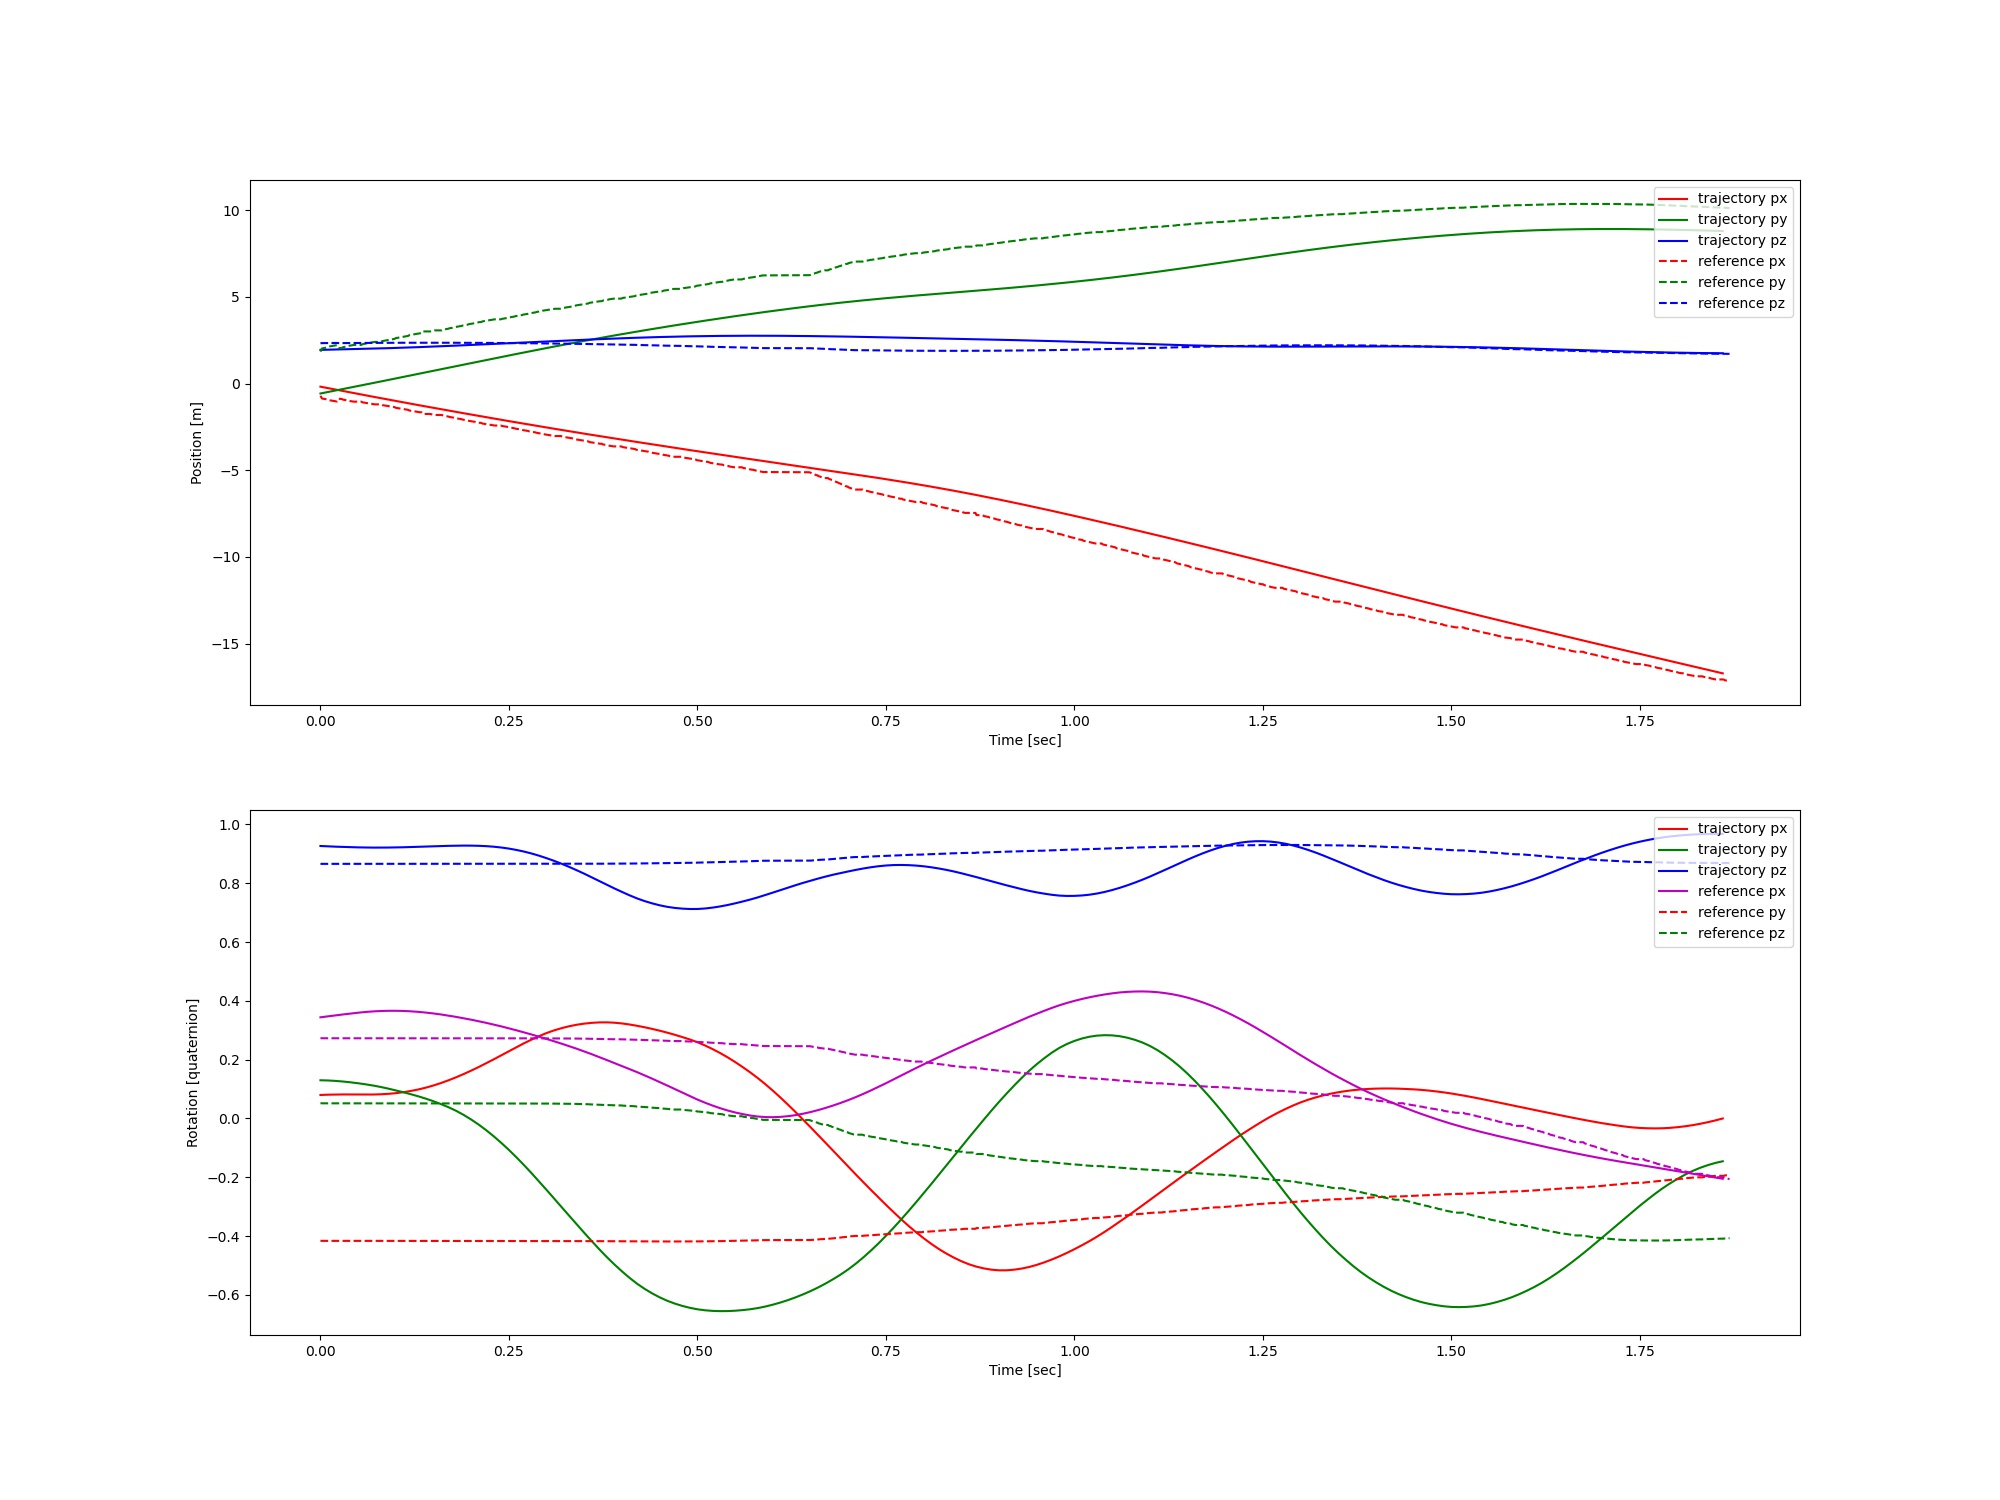 10
5
0
−5
−10
−15
Position [m]
trajectory px
trajectory py
trajectory pz
reference px
reference py
reference pz
0.00 0.25 0.50 0.75 1.00 1.25 1.50 1.75
Time [sec]
1.0
0.8
0.6
0.4
0.2
0.0
−0.2
−0.4
−0.6
Rotation [quaternion]
trajectory px
trajectory py
trajectory pz
reference px
reference py
reference pz
0.00 0.25 0.50 0.75 1.00 1.25 1.50 1.75
Time [sec]